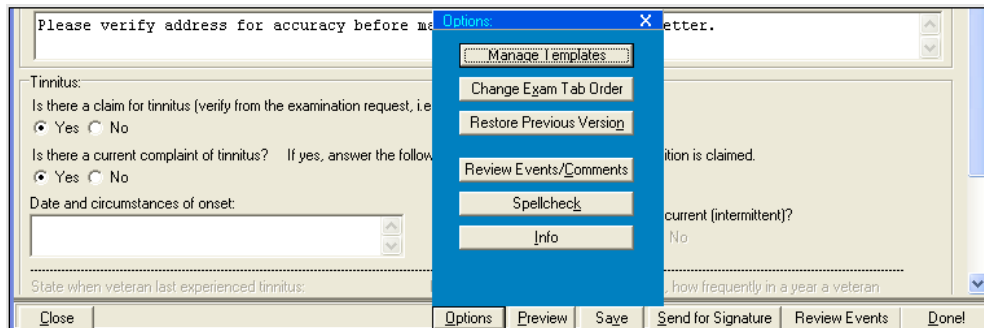 Please verify address for accuracy before ma
etter.
Options:
X
Manage Templates
Change Exam Tab Order
Restore Previous Version
Review Events/Comments
Spellcheck
Info
Tinnitus:
Is there a claim for tinnitus (verify from the examination request, i.e
Yes No
Is there a current complaint of tinnitus? If yes, answer the follow
ition is claimed.
Yes No
Date and circumstances of onset:
current (intermittent)?
No
State when veteran last experienced tinnitus:
, how frequently in a year a veteran
Close Options Preview Save Send for Signature Review Events Done!